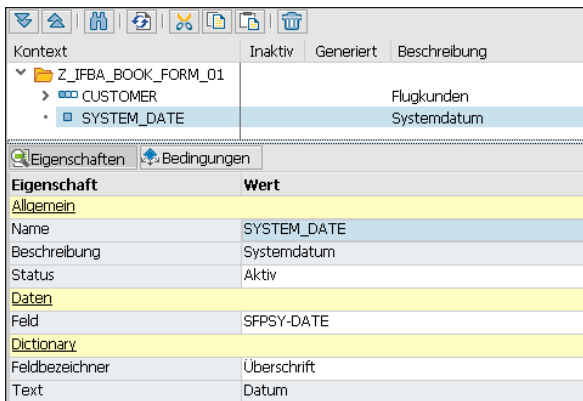 Kontext Inaktiv Generiert Beschreibung
Z_IFBA_BOOK_FORM_01
CUSTOMER Flugkunden
SYSTEM_DATE Systemdatum
Eigenschaften Bedingungen
Eigenschaft Wert
Allgemein
Name SYSTEM_DATE
Beschreibung Systemdatum
Status Aktiv
Daten
Feld SFPSY-DATE
Dictionary
Feldbezeichner Überschrift
Text Datum